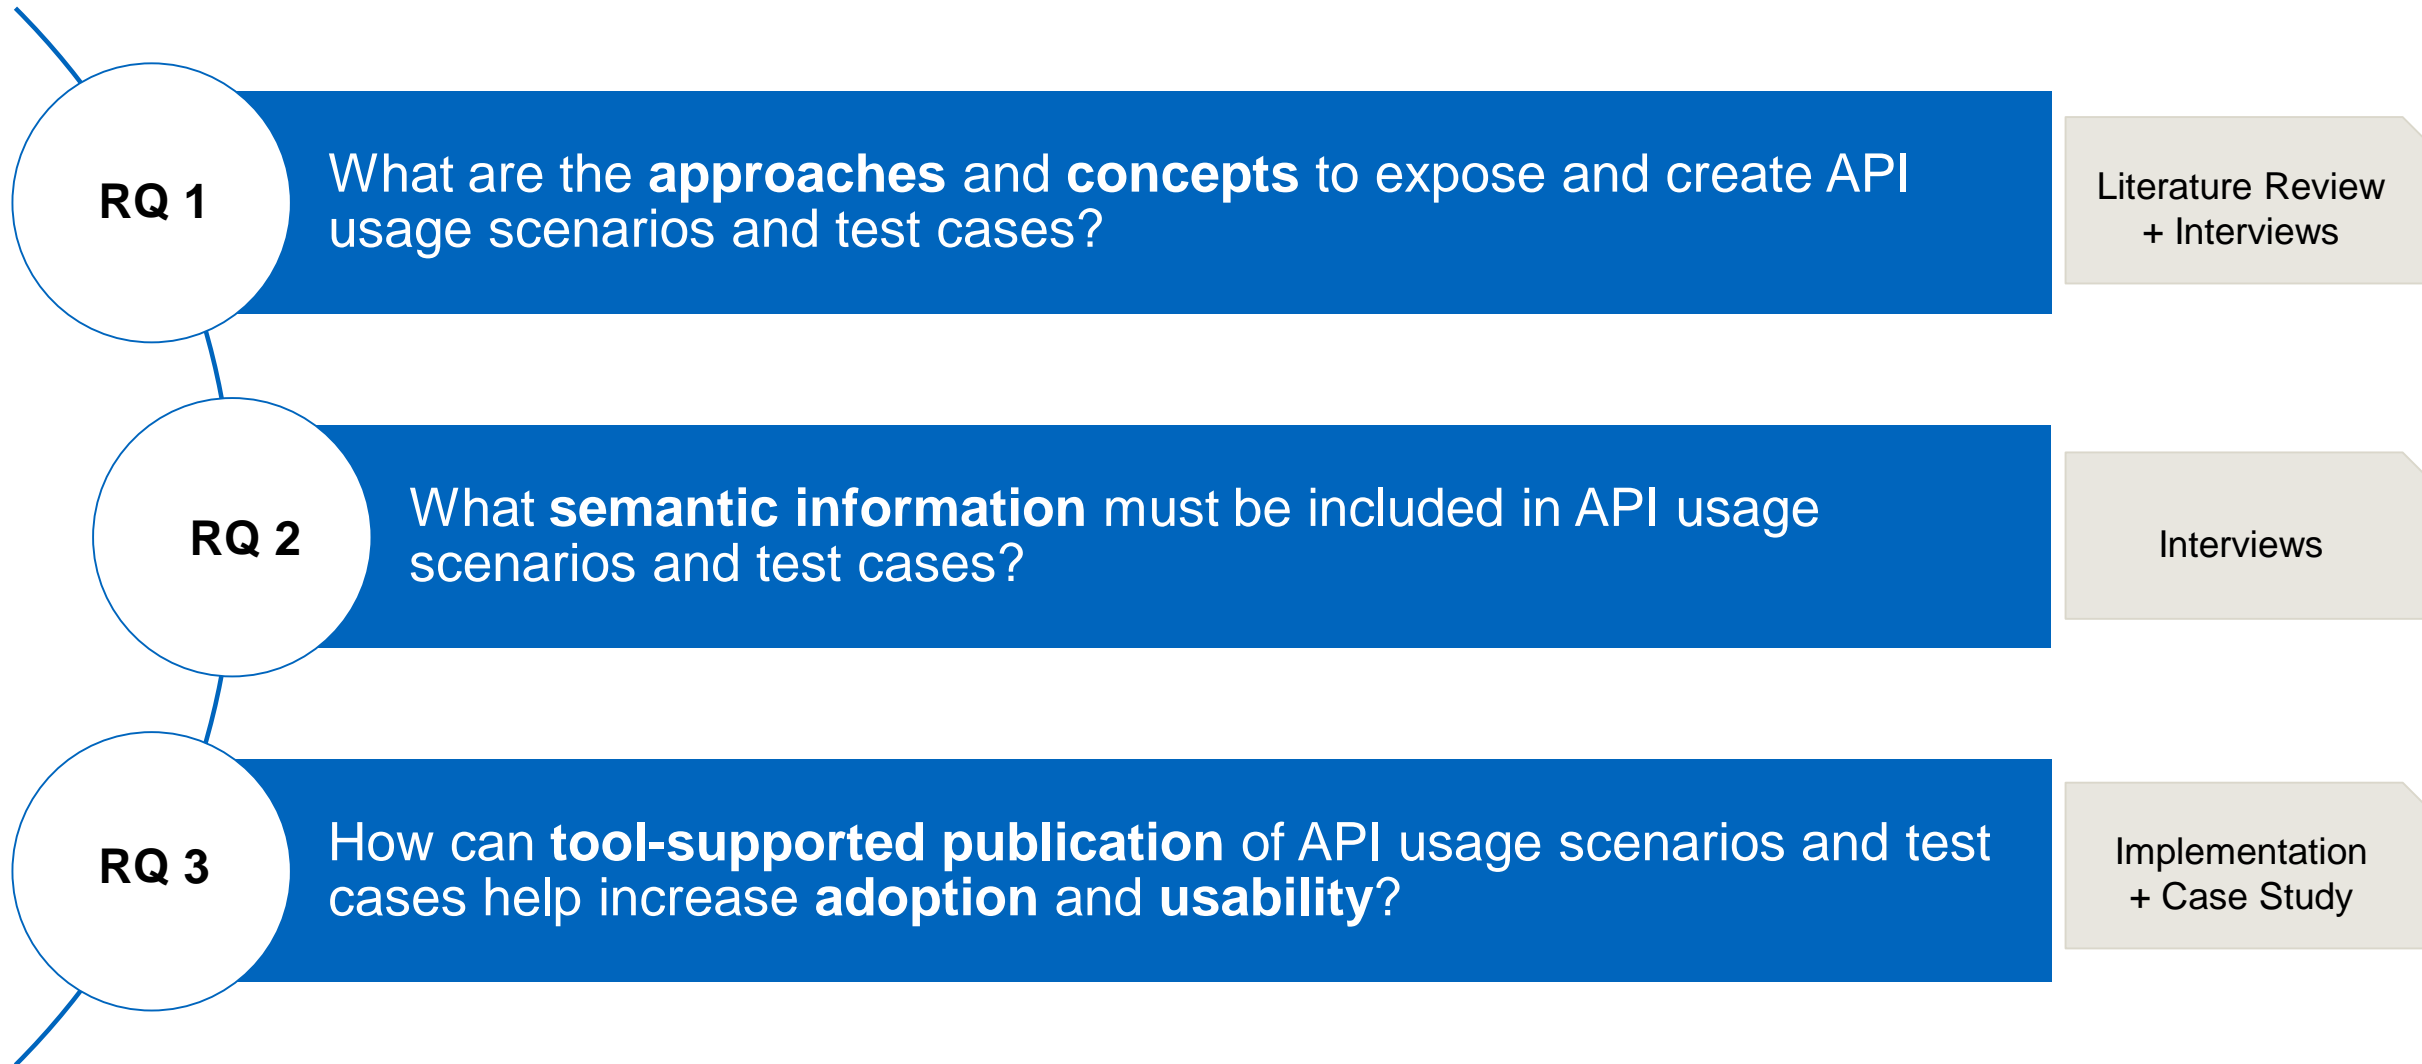 RQ 1
What are the approaches and concepts to expose and create API
usage scenarios and test cases?
Literature Review
+ Interviews
RQ 2
What semantic information must be included in API usage
scenarios and test cases?
Interviews
RQ 3
How can tool-supported publication of API usage scenarios and test
cases help increase adoption and usability?
Implementation
+ Case Study